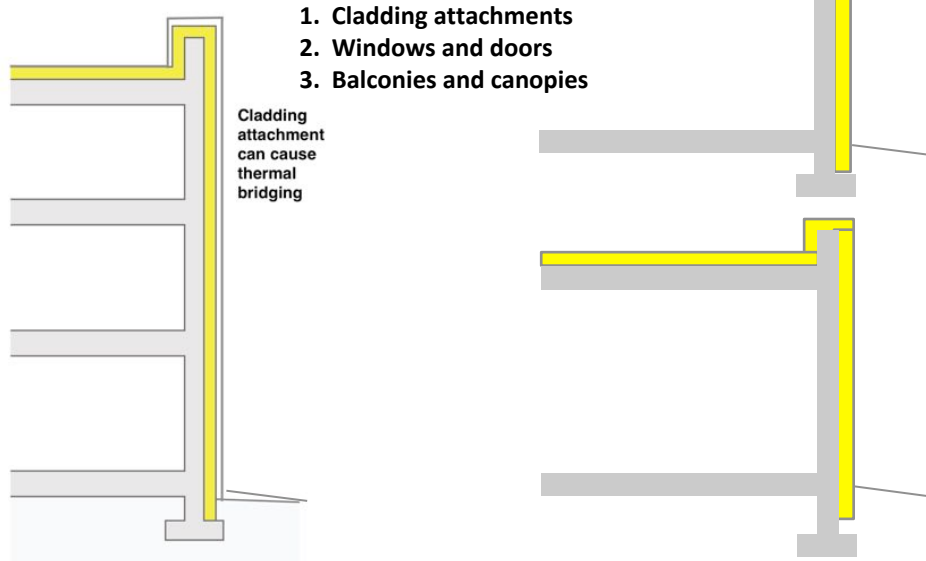 1. Cladding attachments
2. Windows and doors
3. Balconies and canopies
Cladding
attachment
can cause
thermal
bridging